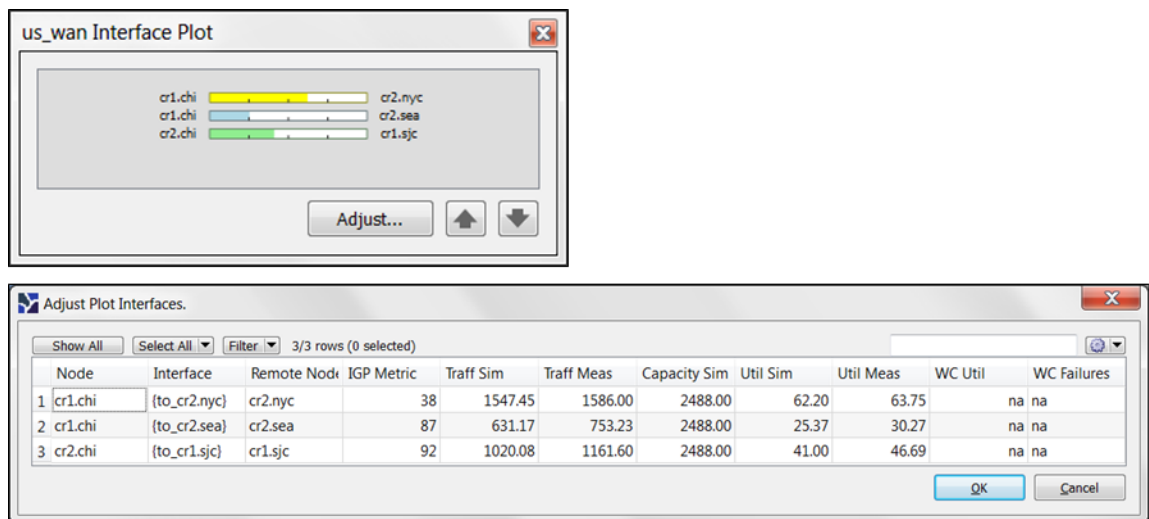 us_wan Interface Plot
cr1.chi cr2.nyc
cr1.chi cr2.sea
cr2.chi cr1.sjc
Adjust...
Adjust Plot Interfaces.
Show All Select All Filter 3/3 rows (0 selected)
Node Interface Remote Node IGP Metric Traff Sim Traff Meas Capacity Sim Util Sim Util Meas WC Util WC Failures
1 cr1.chi {to_cr2.nyc} cr2.nyc 38 1547.45 1586.00 2488.00 62.20 63.75 na na
2 cr1.chi {to_cr2.sea} cr2.sea 87 631.17 753.23 2488.00 25.37 30.27 na na
3 cr2.chi {to_cr1.sjc} cr1.sjc 92 1020.08 1161.60 2488.00 41.00 46.69 na na
OK Cancel